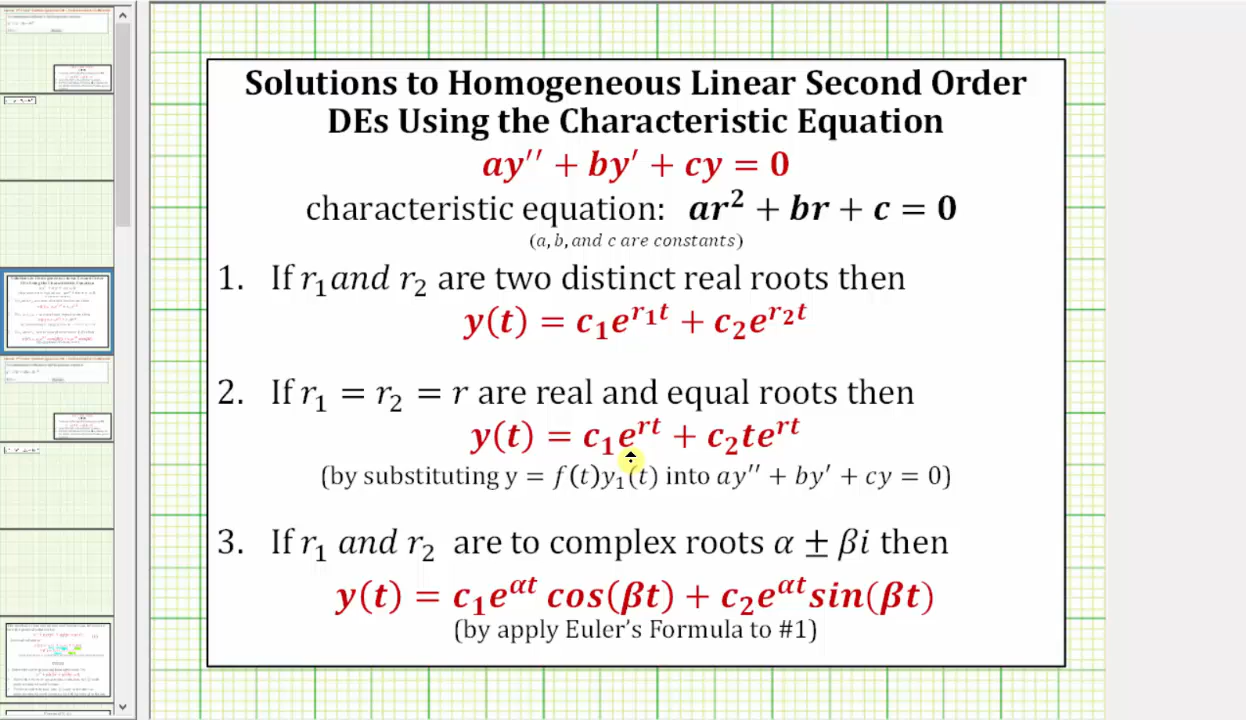 Solutions to Homogeneous Linear Second Order
DEs Using the Characteristic Equation
ay′′ + by′ + cy = 0
characteristic equation: ar² + br + c = 0
(a, b, and c are constants)
1. If r₁ and r₂ are two distinct real roots then
y(t) = c₁e^{r₁t} + c₂e^{r₂t}
2. If r₁ = r₂ = r are real and equal roots then
y(t) = c₁e^{rt} + c₂te^{rt}
(by substituting y = f(t)y₁(t) into ay′′ + by′ + cy = 0)
3. If r₁ and r₂ are to complex roots α ± βi then
y(t) = c₁e^{αt} cos(βt) + c₂e^{αt}sin(βt)
(by apply Euler's Formula to #1)